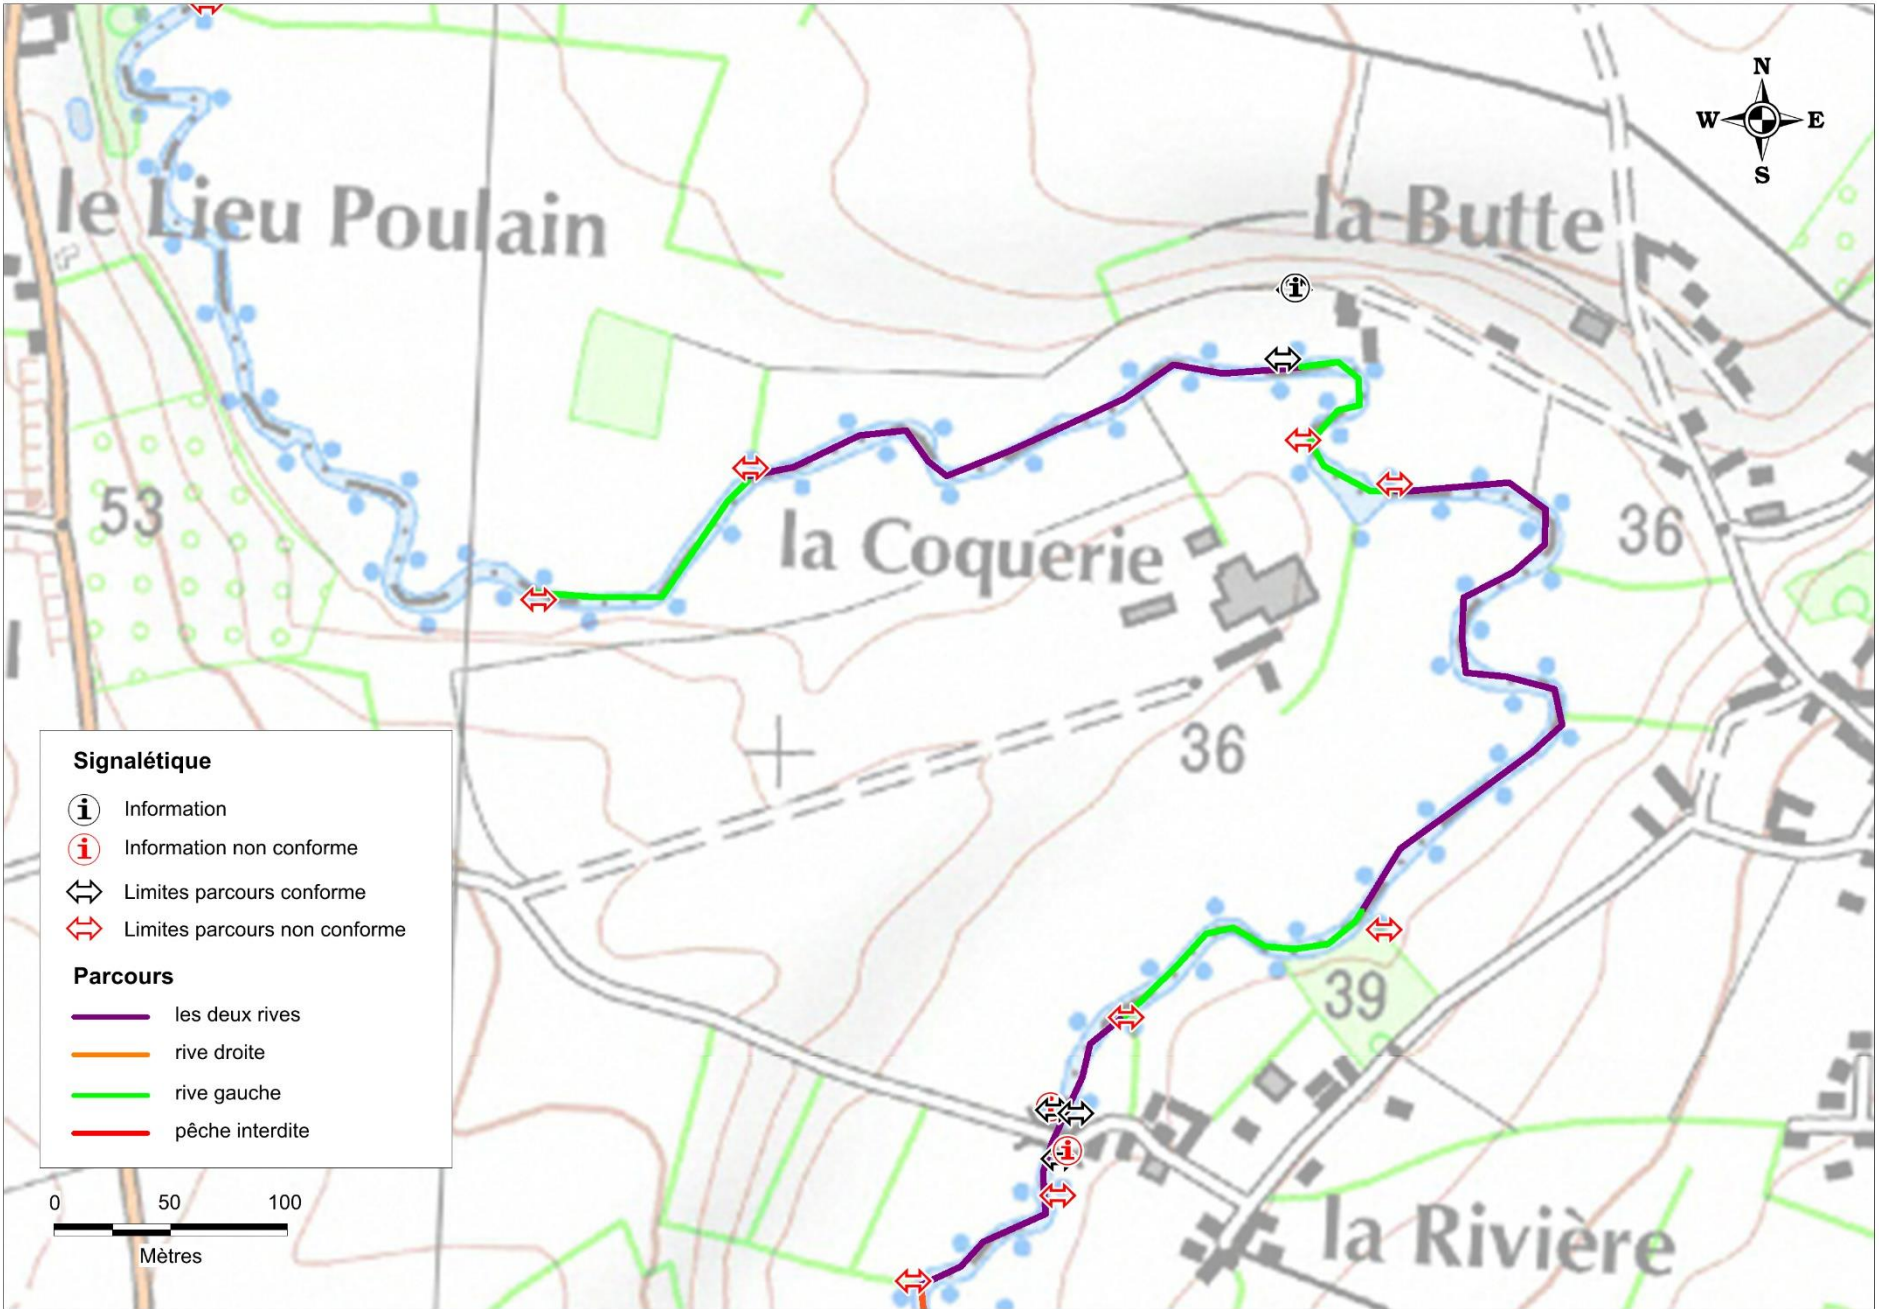 N
W E
S
le Lieu Poulain
la Butte
53
la Coquerie
36
36
39
la Rivière
Signalétique
Information
Information non conforme
Limites parcours conforme
Limites parcours non conforme
Parcours
les deux rives
rive droite
rive gauche
pêche interdite
0 50 100
Mètres